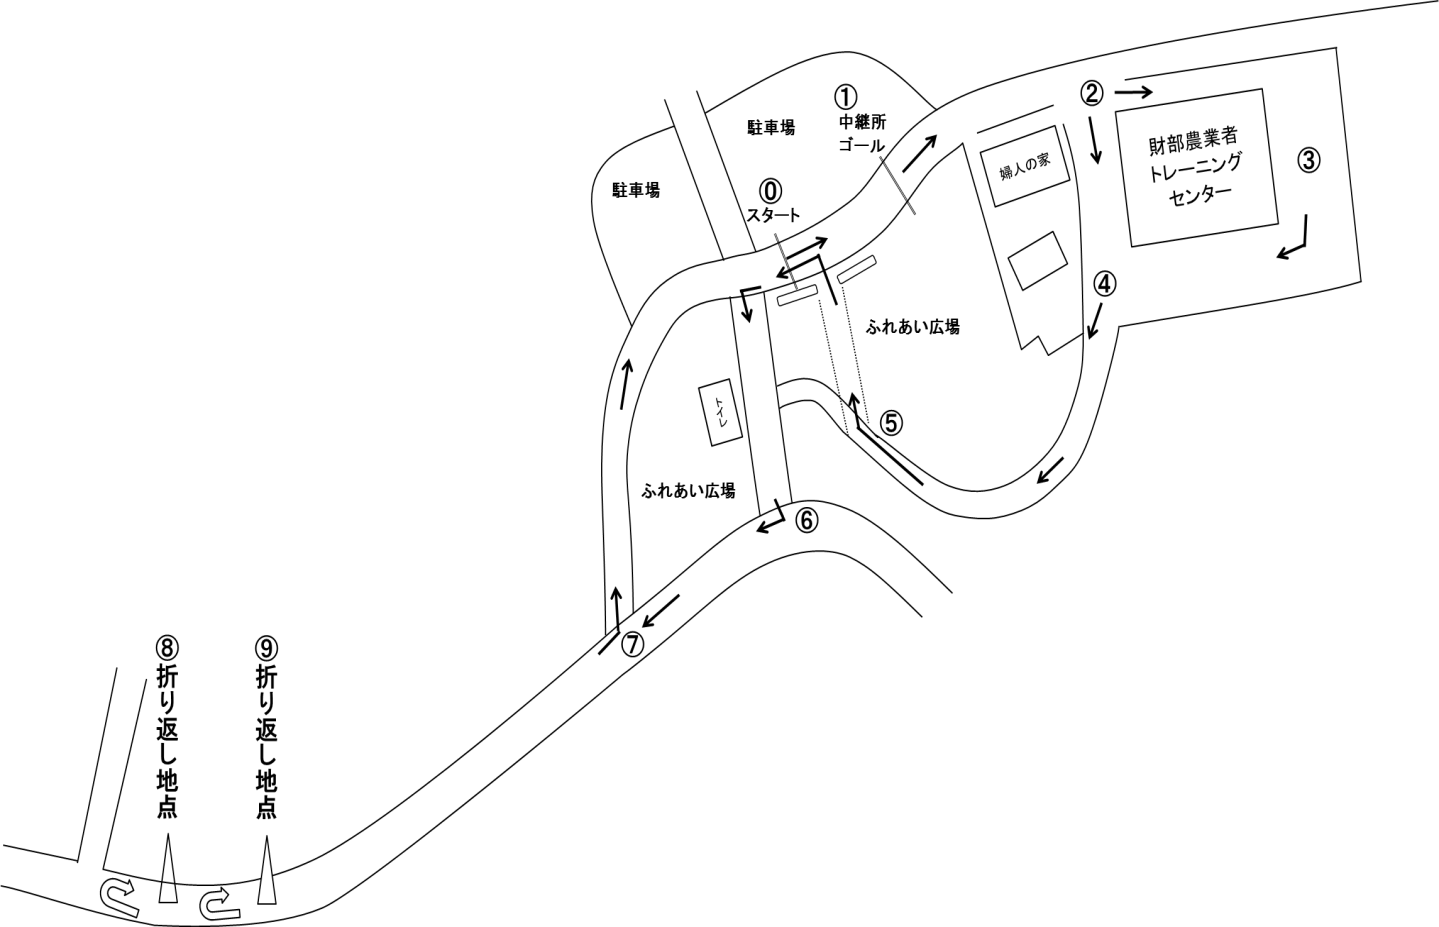 ①
中継所
ゴール
駐車場
駐車場
⓪
スタート
②
財部農業者
トレーニング
センター
③
婦人の家
④
ふれあい広場
トイレ
⑤
ふれあい広場
⑥
⑦
⑧
折り返し地点
⑨
折り返し地点